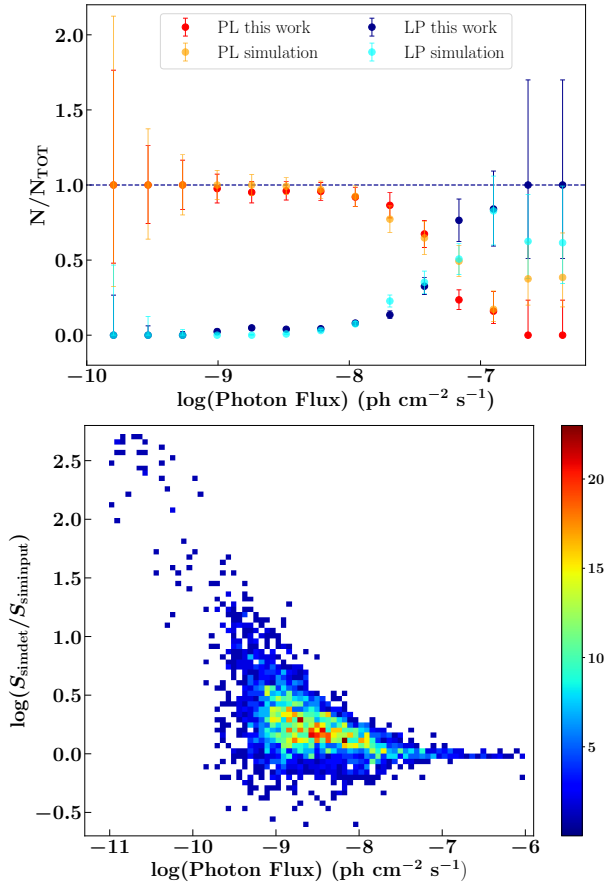 PL this work LP this work
PL simulation LP simulation
N/N_TOT
2.0
1.5
1.0
0.5
0.0
−10 −9 −8 −7
log(Photon Flux) (ph cm⁻² s⁻¹)
log(S_simdet/S_siminput)
2.5
2.0
1.5
1.0
0.5
0.0
−0.5
−11 −10 −9 −8 −7 −6
log(Photon Flux) (ph cm⁻² s⁻¹)
20
15
10
5